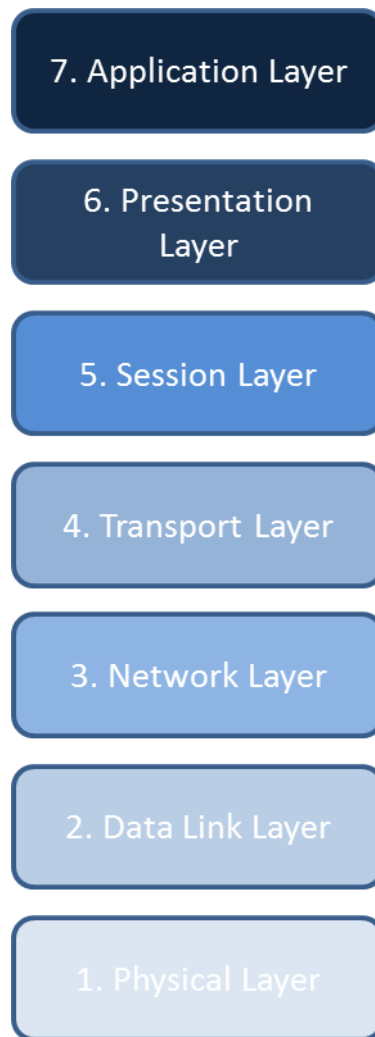 7. Application Layer
6. Presentation
Layer
5. Session Layer
4. Transport Layer
3. Network Layer
2. Data Link Layer
1. Physical Layer